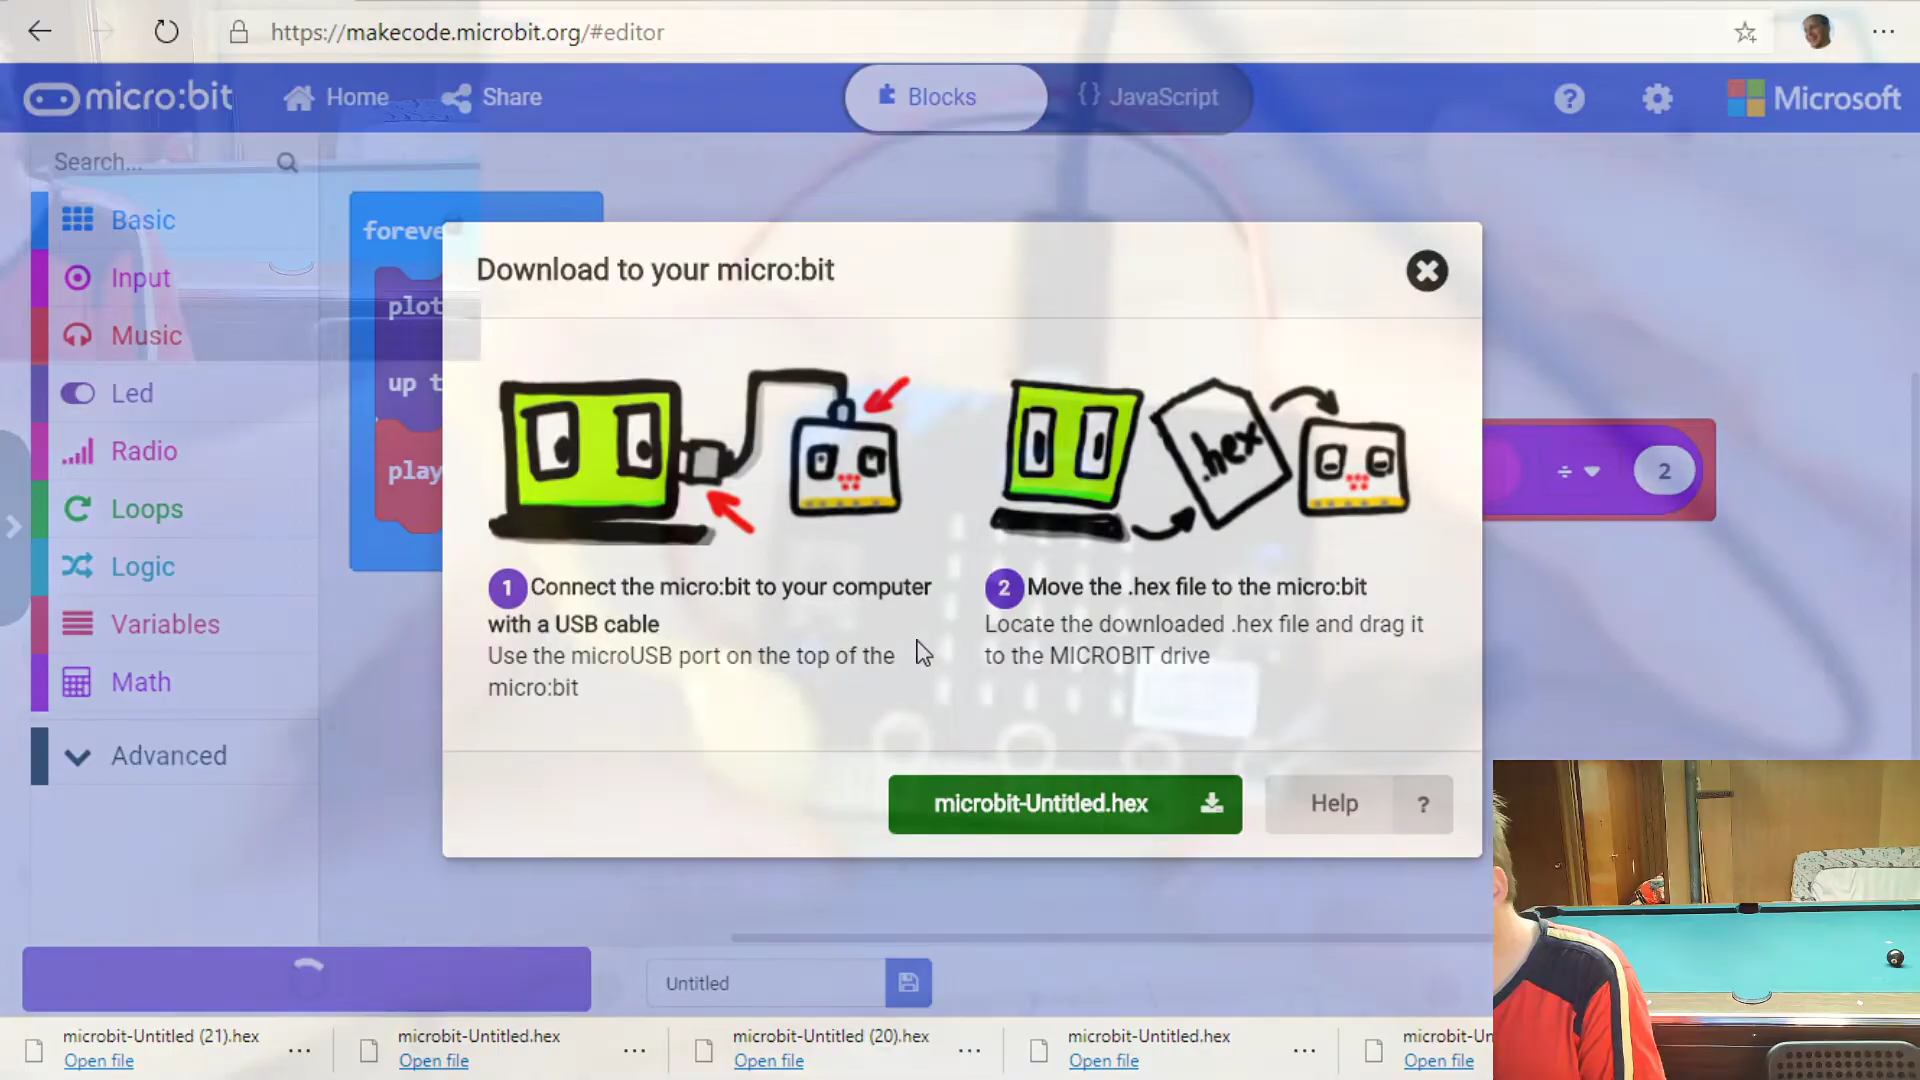 https://makecode.microbit.org/#editor
micro:bit
Home
Share
Blocks
{} JavaScript
?
Microsoft
Search...
Basic
Input
Music
Led
Radio
Loops
Logic
Variables
Math
Advanced
foreve
plot
up t
play
÷
2
Download to your micro:bit
.hex
1 Connect the micro:bit to your computer
with a USB cable
Use the microUSB port on the top of the
micro:bit
2 Move the .hex file to the micro:bit
Locate the downloaded .hex file and drag it
to the MICROBIT drive
microbit-Untitled.hex
Help ?
Untitled
microbit-Untitled (21).hex
Open file
microbit-Untitled.hex
Open file
microbit-Untitled (20).hex
Open file
microbit-Untitled.hex
Open file
microbit-Un
Open file